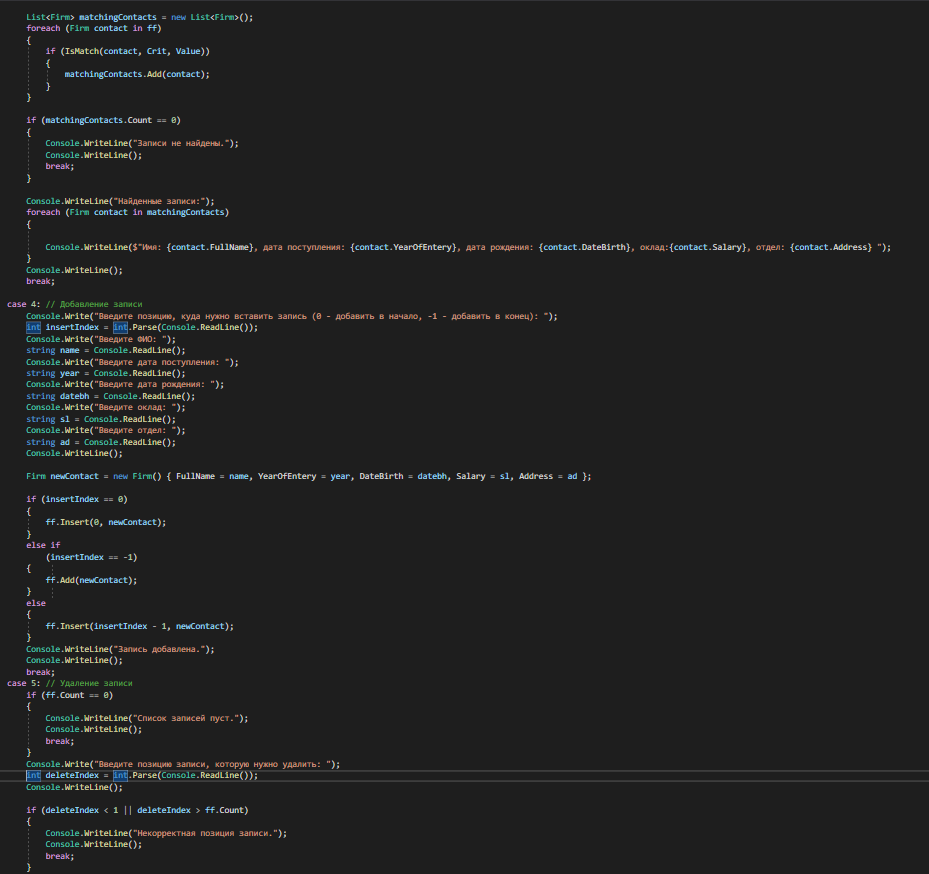 List<Firm> matchingContacts = new List<Firm>();
foreach (Firm contact in ff)
{
if (IsMatch(contact, Crit, Value))
{
matchingContacts.Add(contact);
}
}
if (matchingContacts.Count == 0)
{
Console.WriteLine("Записи не найдены.");
Console.WriteLine();
break;
}
Console.WriteLine("Найденные записи:");
foreach (Firm contact in matchingContacts)
{
Console.WriteLine($"Имя: {contact.FullName}, дата поступления: {contact.YearOfEntery}, дата рождения: {contact.DateBirth}, оклад:{contact.Salary}, отдел: {contact.Address} ");
}
Console.WriteLine();
break;
case 4: // Добавление записи
Console.Write("Введите позицию, куда нужно вставить запись (0 - добавить в начало, -1 - добавить в конец): ");
int insertIndex = int.Parse(Console.ReadLine());
Console.Write("Введите ФИО: ");
string name = Console.ReadLine();
Console.Write("Введите дата поступления: ");
string year = Console.ReadLine();
Console.Write("Введите дата рождения: ");
string datebh = Console.ReadLine();
Console.Write("Введите оклад: ");
string sl = Console.ReadLine();
Console.Write("Введите отдел: ");
string ad = Console.ReadLine();
Console.WriteLine();
Firm newContact = new Firm() { FullName = name, YearOfEntery = year, DateBirth = datebh, Salary = sl, Address = ad };
if (insertIndex == 0)
{
ff.Insert(0, newContact);
}
else if
(insertIndex == -1)
{
ff.Add(newContact);
}
else
{
ff.Insert(insertIndex - 1, newContact);
}
Console.WriteLine("Запись добавлена.");
Console.WriteLine();
break;
case 5: // Удаление записи
if (ff.Count == 0)
{
Console.WriteLine("Список записей пуст.");
Console.WriteLine();
break;
}
Console.Write("Введите позицию записи, которую нужно удалить: ");
int deleteIndex = int.Parse(Console.ReadLine());
Console.WriteLine();
if (deleteIndex < 1 || deleteIndex > ff.Count)
{
Console.WriteLine("Некорректная позиция записи.");
Console.WriteLine();
break;
}